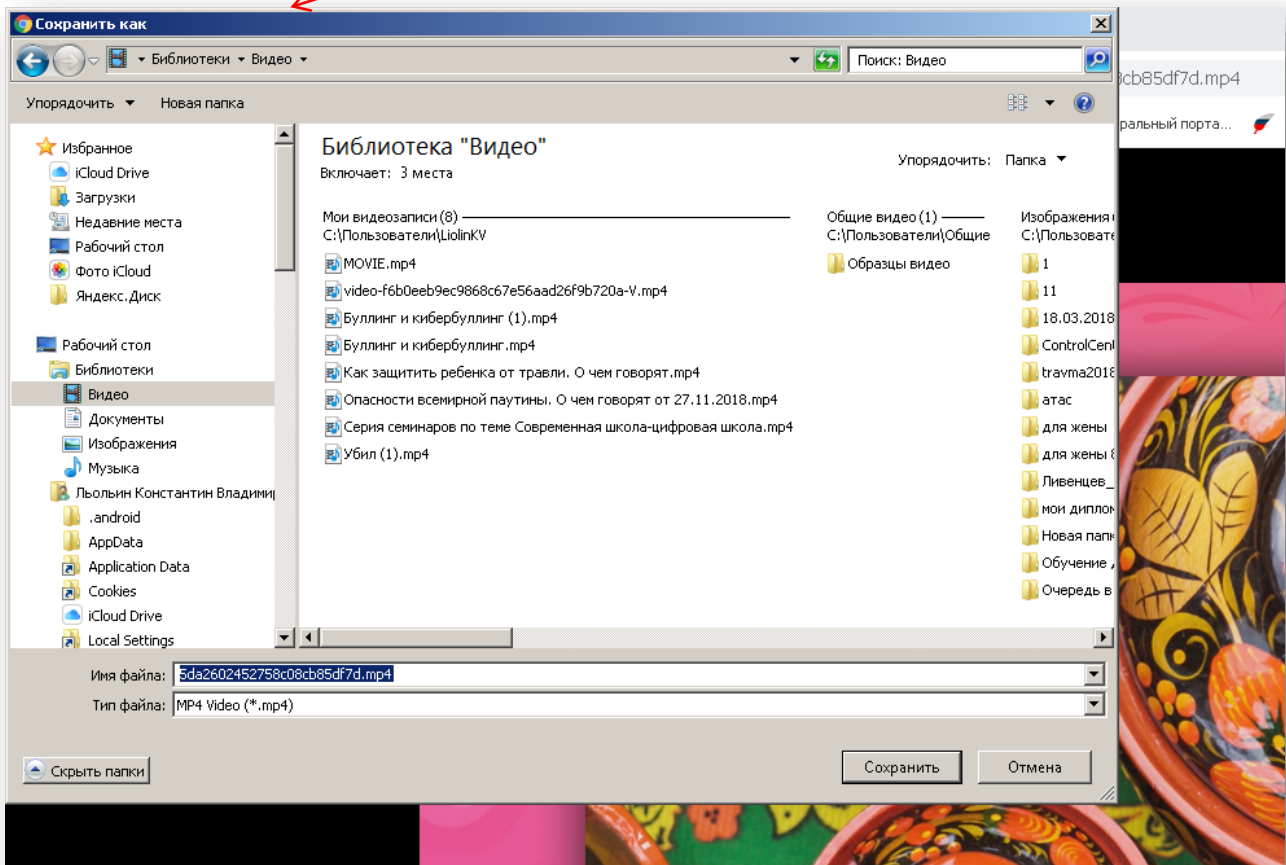 Сохранить как
Библиотеки Видео
Поиск: Видео
3cb85df7d.mp4
Упорядочить Новая папка
ральный порта...
Избранное
iCloud Drive
Загрузки
Недавние места
Рабочий стол
Фото iCloud
Яндекс.Диск
Рабочий стол
Библиотеки
Видео
Документы
Изображения
Музыка
Льольин Константин Владими
.android
AppData
Application Data
Cookies
iCloud Drive
Local Settings
Библиотека "Видео"
Включает: 3 места
Упорядочить: Папка
Мои видеозаписи (8)
C:\Пользователи\LiolinKV
MOVIE.mp4
video-f6b0eeb9ec9868c67e56aad26f9b720a-V.mp4
Буллинг и кибербуллинг (1).mp4
Буллинг и кибербуллинг.mp4
Как защитить ребенка от травли. О чем говорят.mp4
Опасности всемирной паутины. О чем говорят от 27.11.2018.mp4
Серия семинаров по теме Современная школа-цифровая школа.mp4
Убил (1).mp4
Общие видео (1)
C:\Пользователи\Общие
Образцы видео
Изображения
C:\Пользовате
1
11
18.03.2018
ControlCent
travma2018
атас
для жены
для жены 8
Ливенцев_
мои диплом
Новая папк
Обучение
Очередь в
Имя файла: 5da2602452758c08cb85df7d.mp4
Тип файла: MP4 Video (*.mp4)
Скрыть папки
Сохранить
Отмена